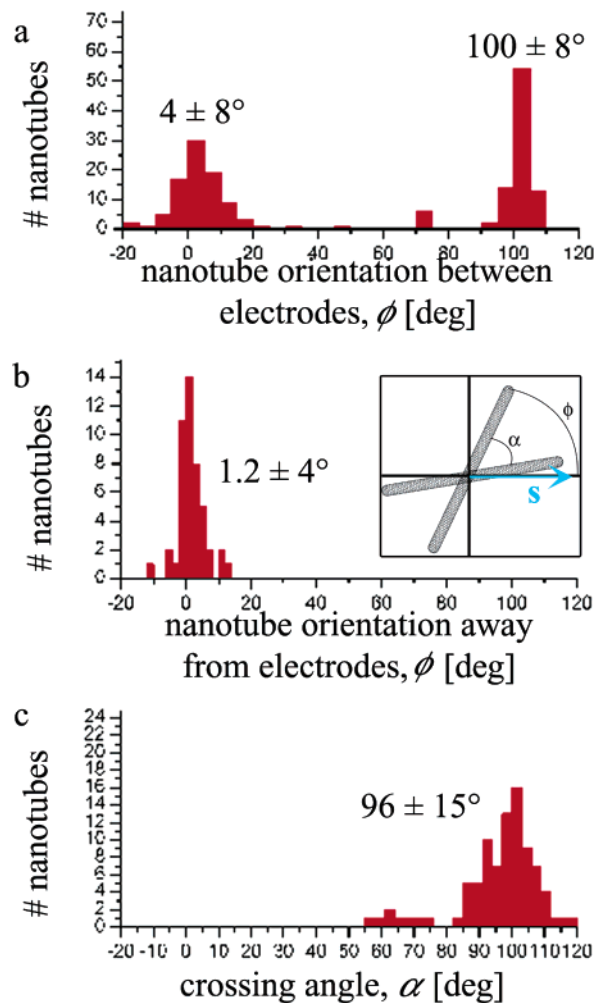 a
70
60
50
40
30
20
10
0
# nanotubes
4 ± 8°
100 ± 8°
-20 0 20 40 60 80 100 120
nanotube orientation between
electrodes, ϕ [deg]
b
14
12
10
8
6
4
2
0
# nanotubes
1.2 ± 4°
α
ϕ
s
-20 0 20 40 60 80 100 120
nanotube orientation away
from electrodes, ϕ [deg]
c
24
22
20
18
16
14
12
10
8
6
4
2
0
# nanotubes
96 ± 15°
-20 -10 0 10 20 30 40 50 60 70 80 90 100 110 120
crossing angle, α [deg]